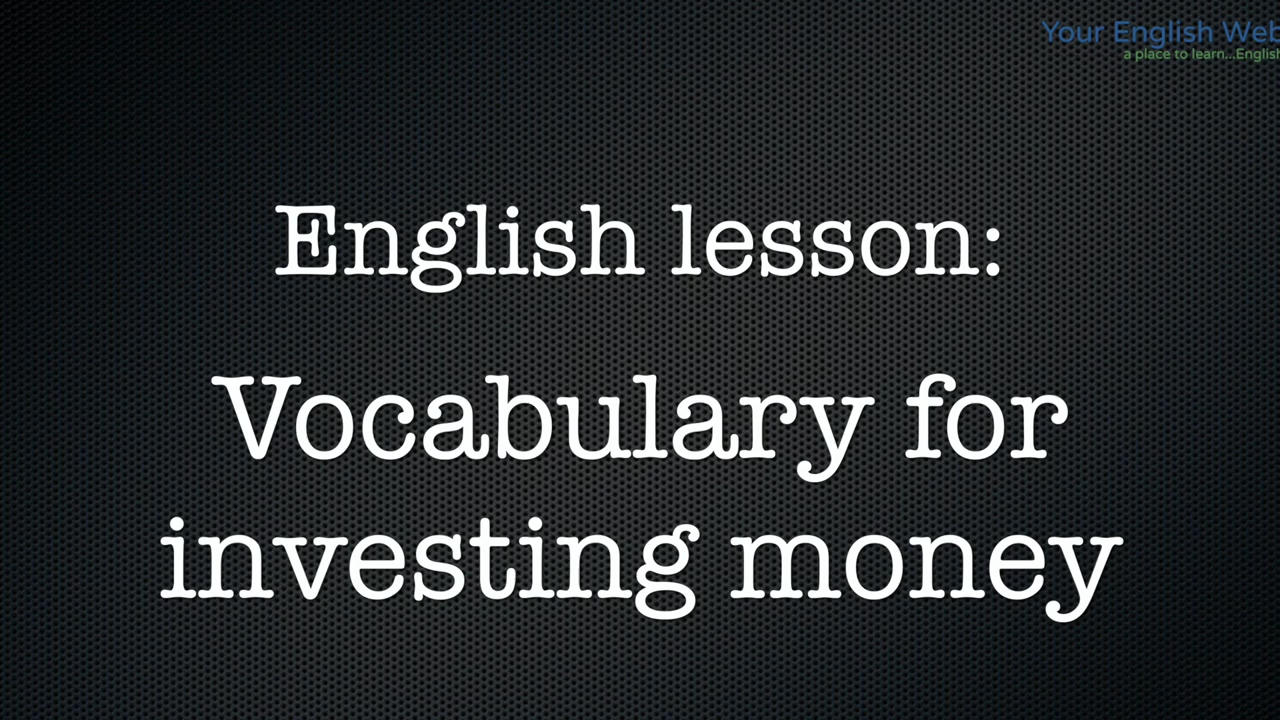 Your English Web
a place to learn...English
English lesson:
Vocabulary for
investing money